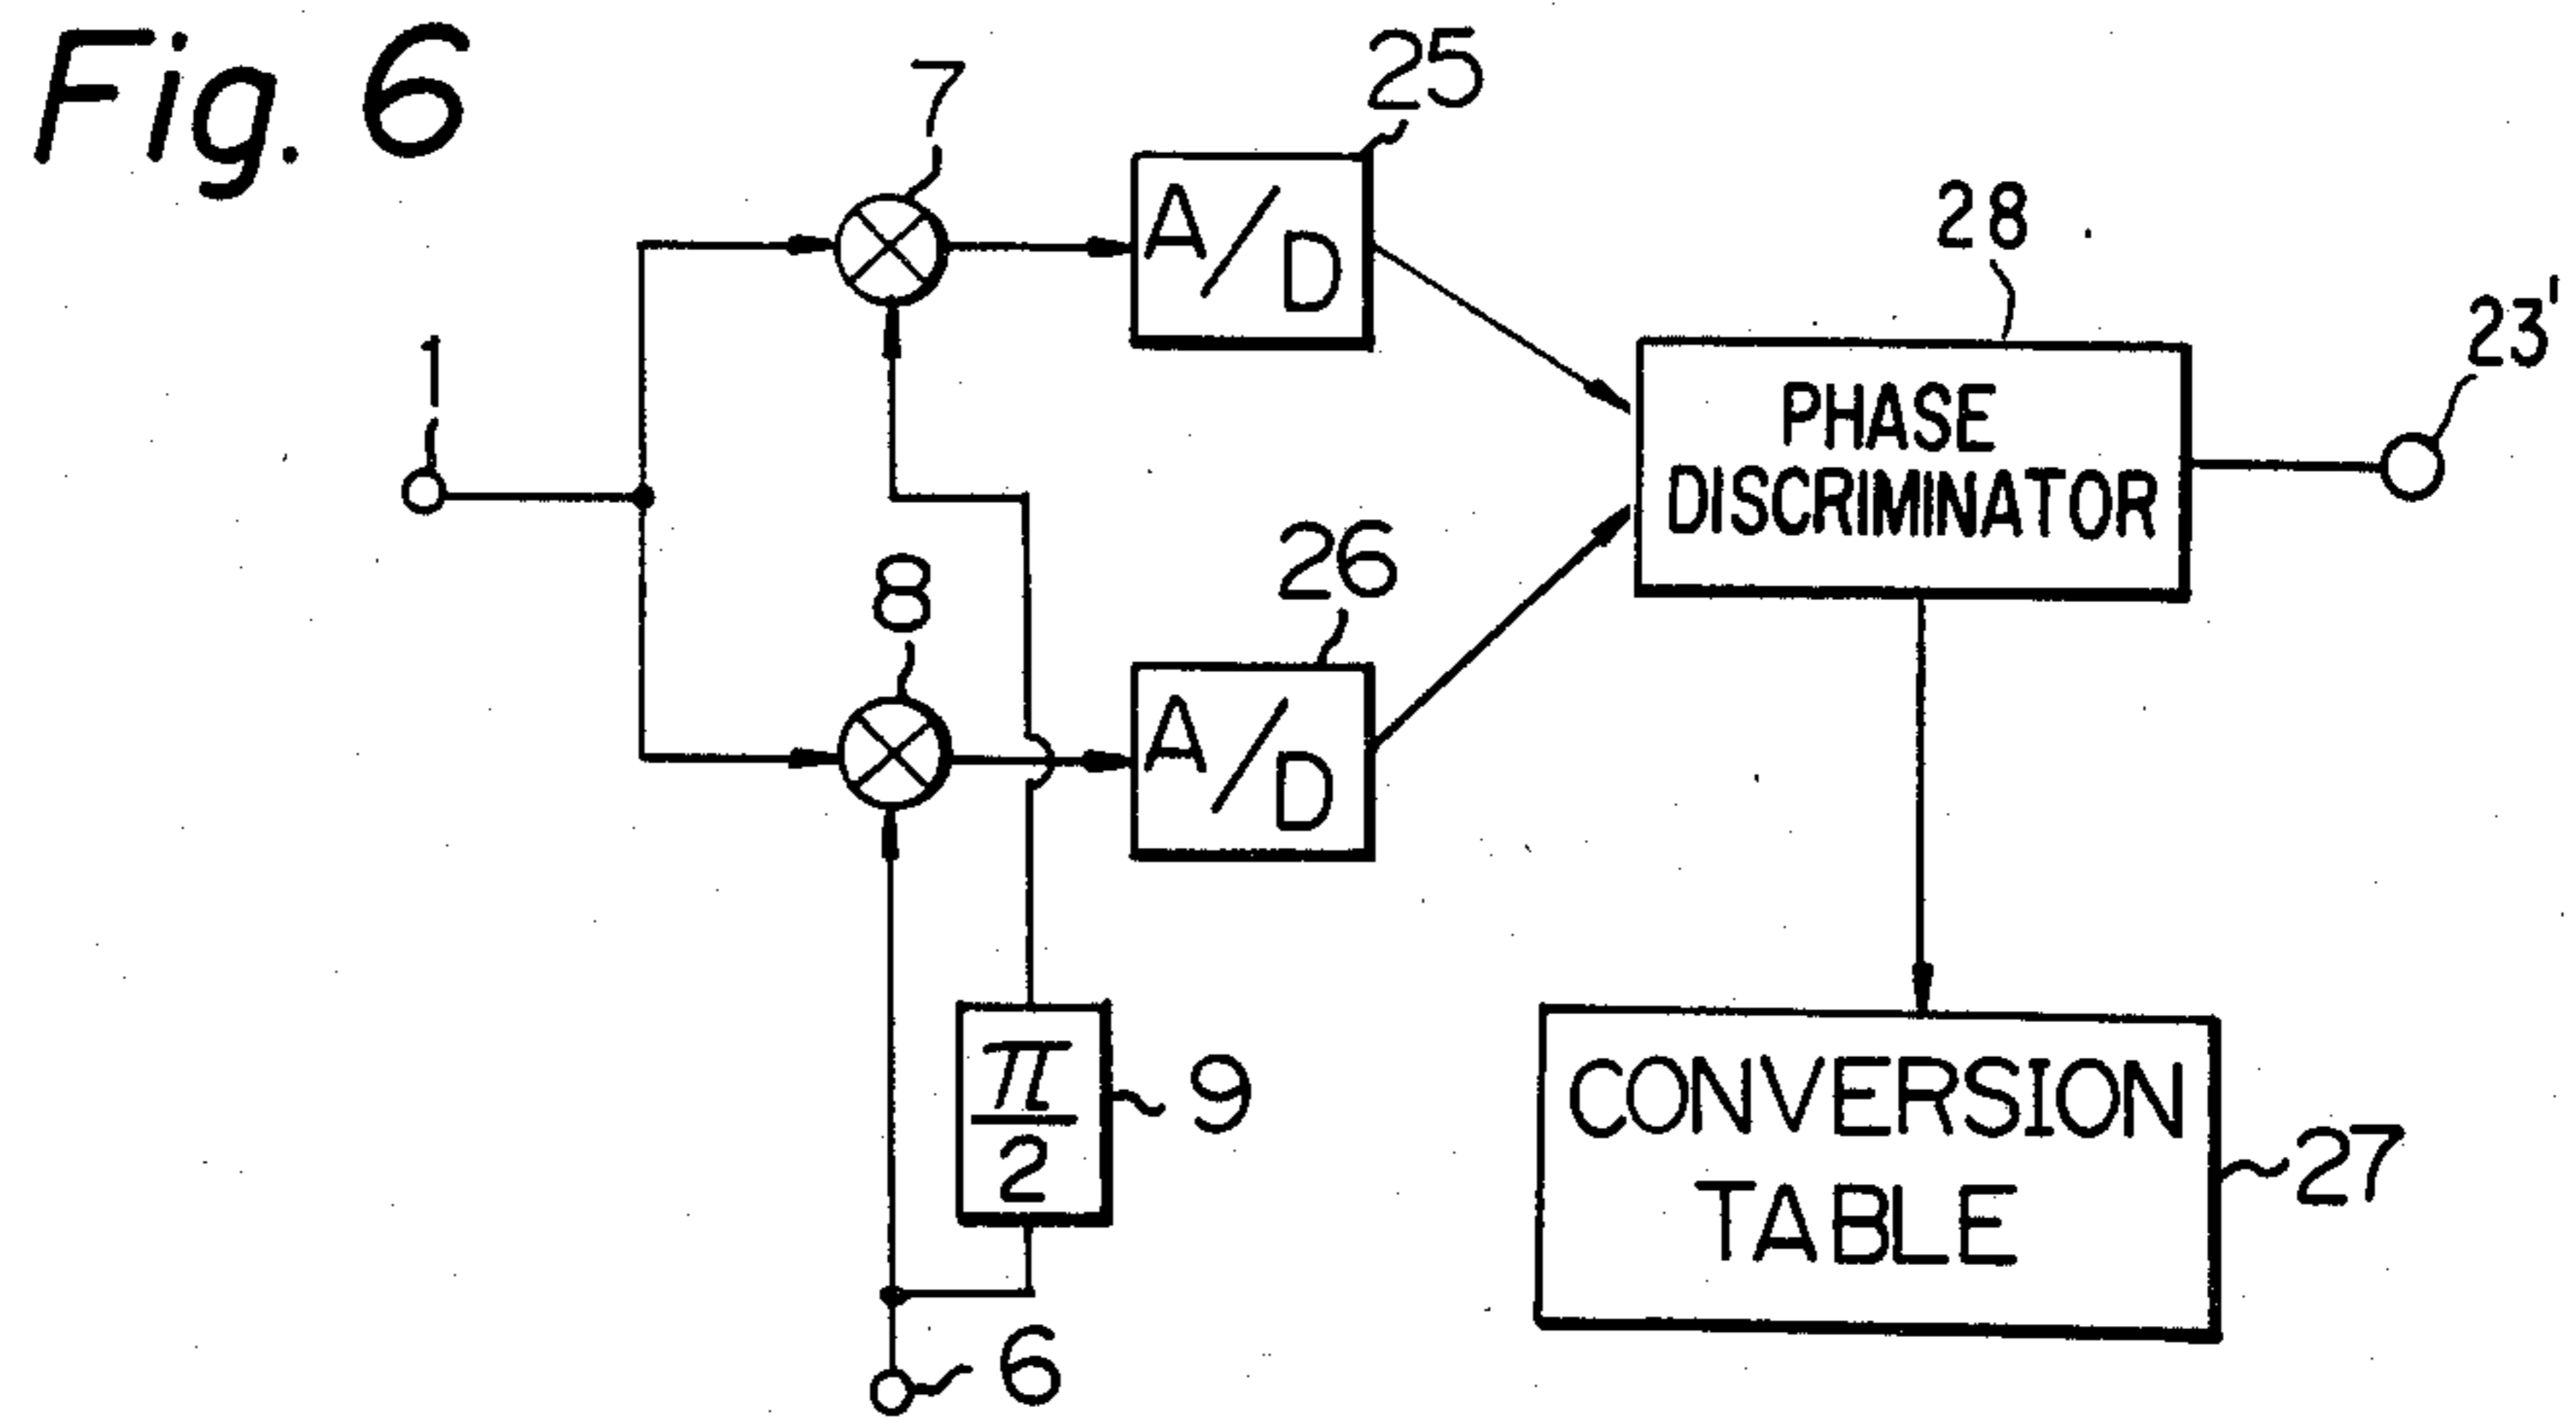 Fig. 6
7
25
A/D
28
23'
1
PHASE
DISCRIMINATOR
8
26
A/D
π
2
9
CONVERSION
TABLE
27
6